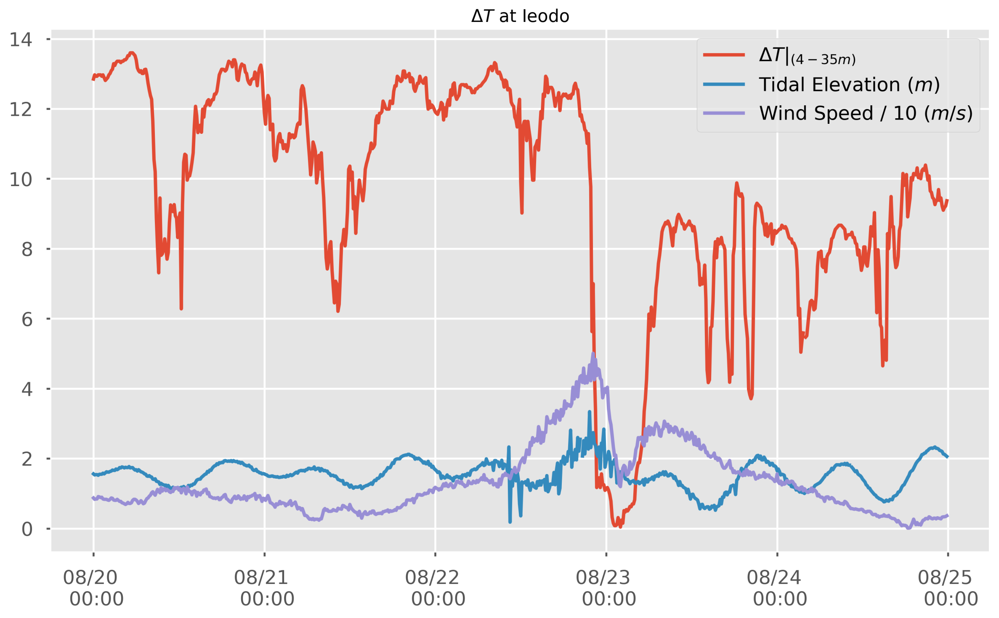 ΔT at Ieodo
14
12
10
8
6
4
2
0
ΔT|(4 − 35m)
Tidal Elevation (m)
Wind Speed / 10 (m/s)
08/20 08/21 08/22 08/23 08/24 08/25
00:00 00:00 00:00 00:00 00:00 00:00